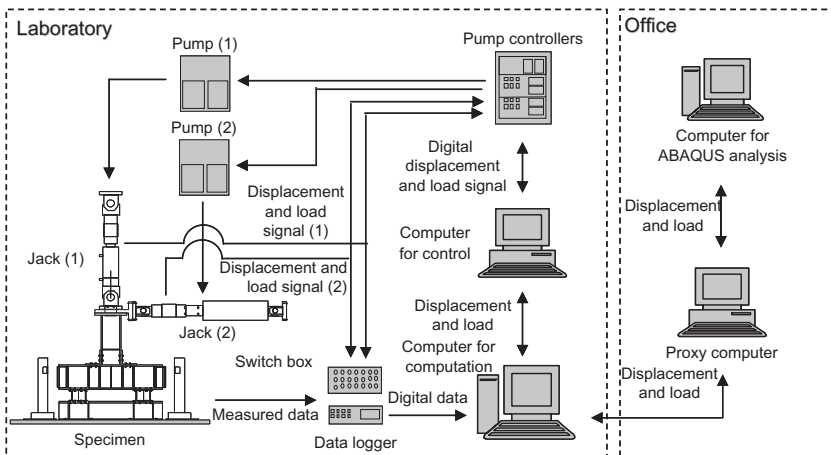 Laboratory
Pump (1)
Pump (2)
Pump controllers
Digital
displacement
and load signal
Displacement
and load
signal (1)
Displacement and
load signal (2)
Jack (1)
Jack (2)
Computer
for control
Displacement
and load
Computer for
computation
Switch box
Measured data
Digital data
Data logger
Specimen
Office
Computer for
ABAQUS analysis
Displacement
and load
Proxy computer
Displacement
and load